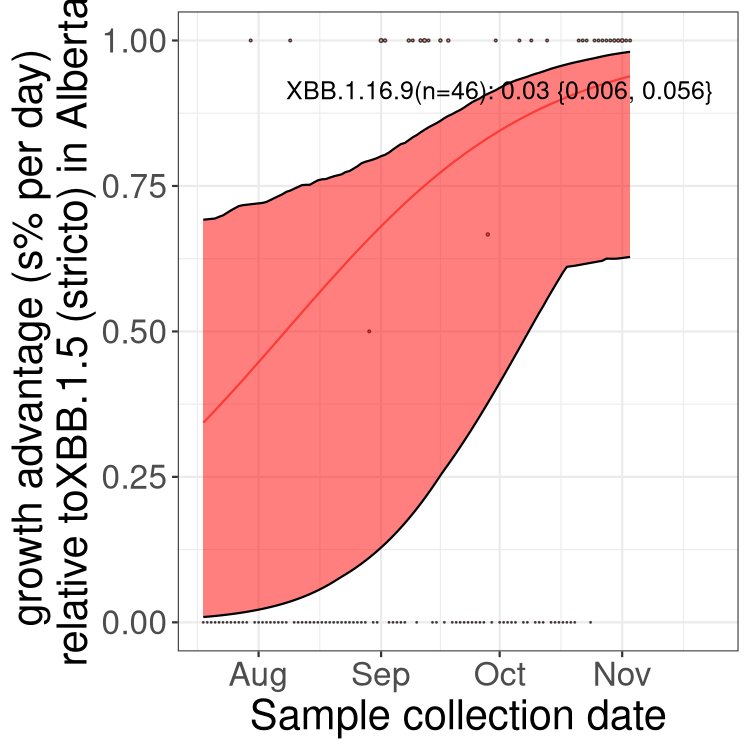 growth advantage (s% per day)
relative toXBB.1.5 (stricto) in Alberta
1.00
0.75
0.50
0.25
0.00
XBB.1.16.9(n=46): 0.03 {0.006, 0.056}
Aug Sep Oct Nov
Sample collection date